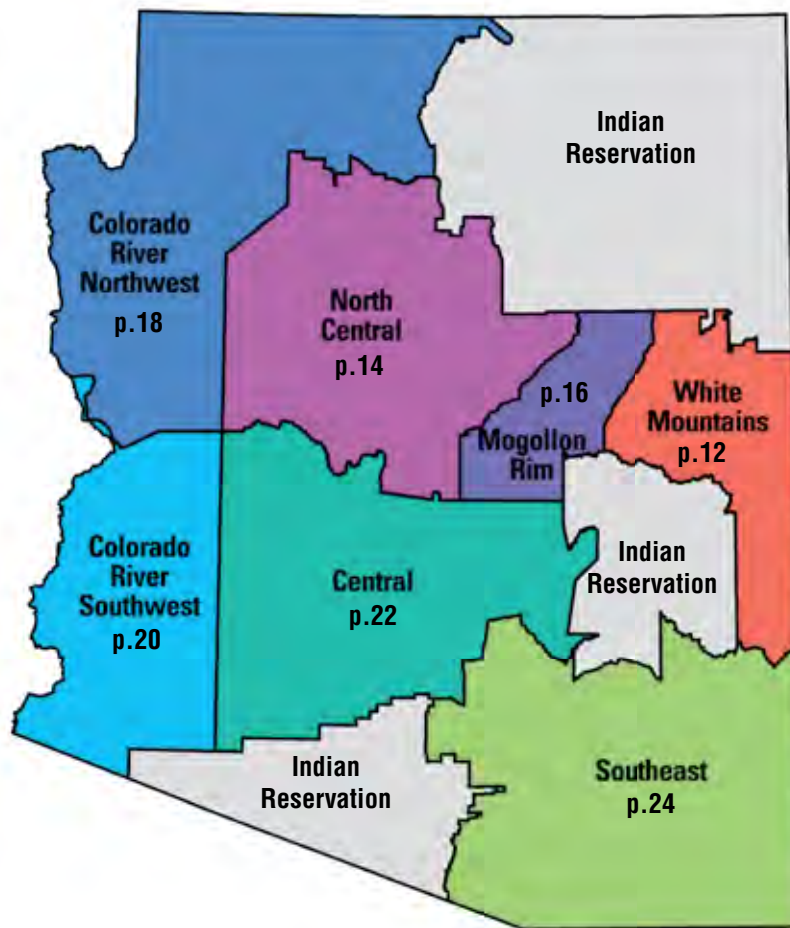 Indian
Reservation
Colorado
River
Northwest
p.18
North
Central
p.14
p.16
Mogollon
Rim
White
Mountains
p.12
Colorado
River
Southwest
p.20
Central
p.22
Indian
Reservation
Indian
Reservation
Southeast
p.24